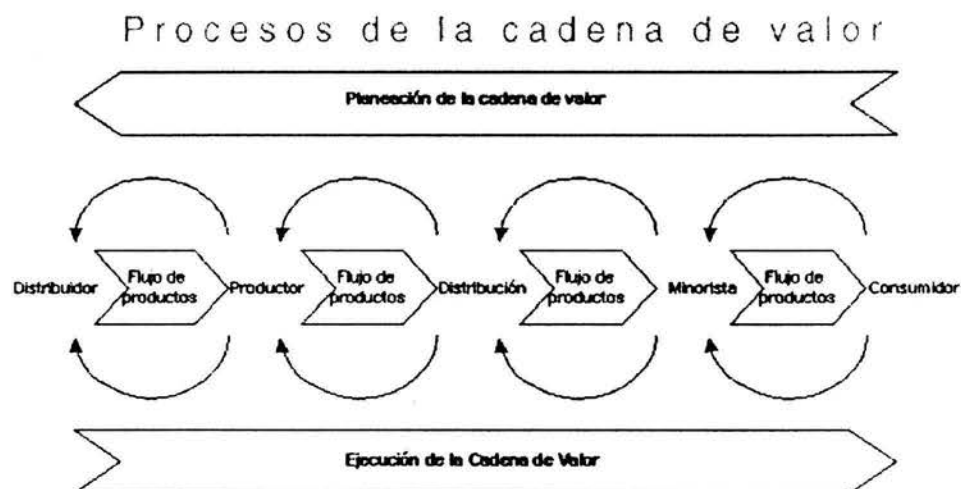 Procesos de la cadena de valor
Planeación de la cadena de valor
Distribuidor
Flujo de
productos
Productor
Flujo de
productos
Distribución
Flujo de
productos
Minorista
Flujo de
productos
Consumidor
Ejecución de la Cadena de Valor